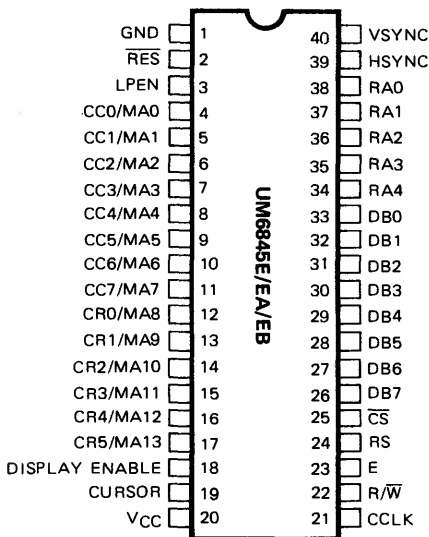 GND 1 40 VSYNC
R̅E̅S̅ 2 39 HSYNC
LPEN 3 38 RA0
CC0/MA0 4 37 RA1
CC1/MA1 5 36 RA2
CC2/MA2 6 35 RA3
CC3/MA3 7 34 RA4
CC4/MA4 8 33 DB0
CC5/MA5 9 32 DB1
CC6/MA6 10 31 DB2
CC7/MA7 11 30 DB3
CR0/MA8 12 29 DB4
CR1/MA9 13 28 DB5
CR2/MA10 14 27 DB6
CR3/MA11 15 26 DB7
CR4/MA12 16 25 C̅S̅
CR5/MA13 17 24 RS
DISPLAY ENABLE 18 23 E
CURSOR 19 22 R/W̅
VCC 20 21 CCLK
UM6845E/EA/EB